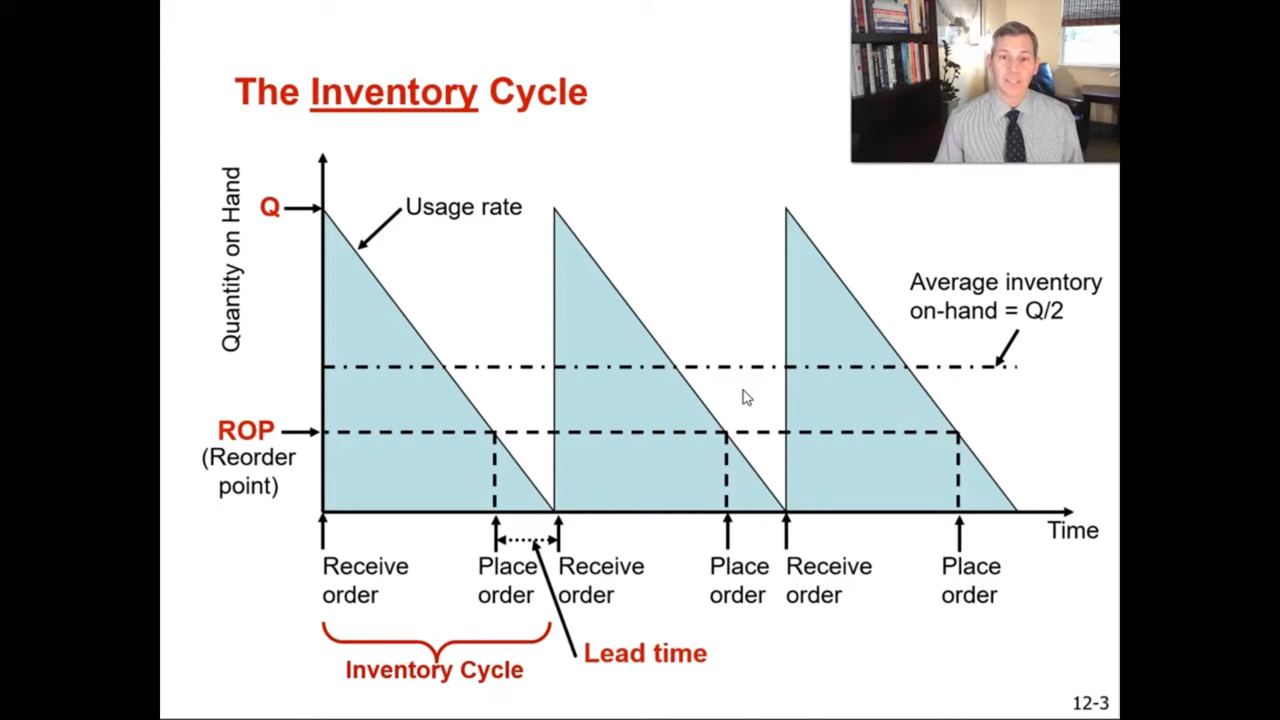 The Inventory Cycle
Quantity on Hand
Q
Usage rate
Average inventory
on-hand = Q/2
ROP
(Reorder
point)
Time
Receive
order
Place
order
Receive
order
Place
order
Receive
order
Place
order
Lead time
Inventory Cycle
12-3